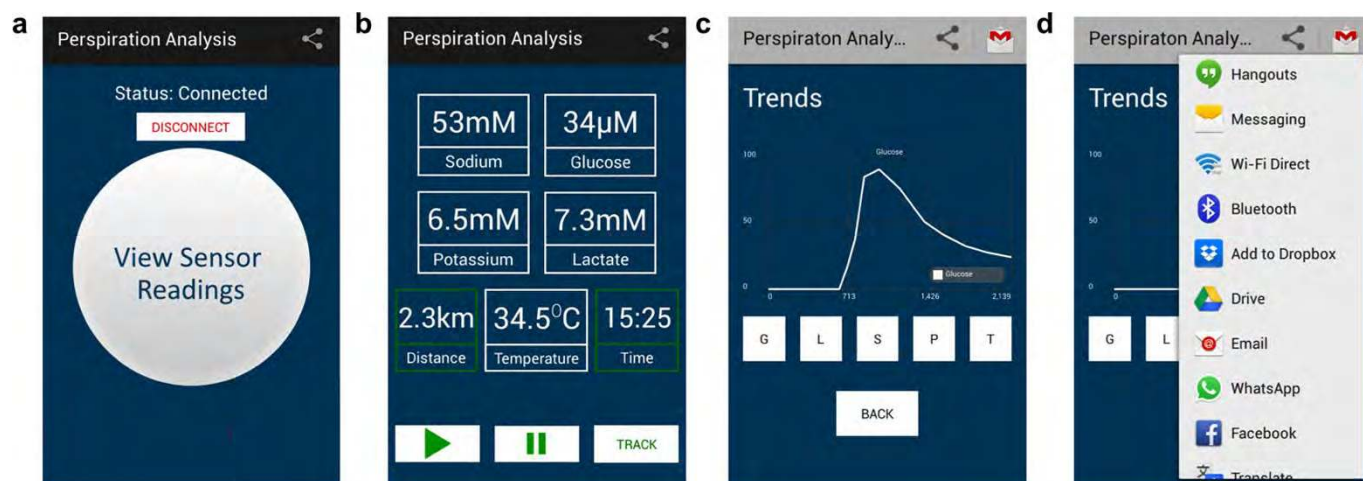 a
Perspiration Analysis
Status: Connected
DISCONNECT
View Sensor
Readings
b
Perspiration Analysis
53mM
Sodium
34µM
Glucose
6.5mM
Potassium
7.3mM
Lactate
2.3km
Distance
34.5⁰C
Temperature
15:25
Time
TRACK
c
Perspiraton Analy...
Trends
Glucose
100
50
0
0 713 1,426 2,139
Glucose
G L S P T
BACK
d
Perspiraton Analy...
Trends
100
50
0
0
G L
Hangouts
Messaging
Wi-Fi Direct
Bluetooth
Add to Dropbox
Drive
Email
WhatsApp
Facebook
Translate